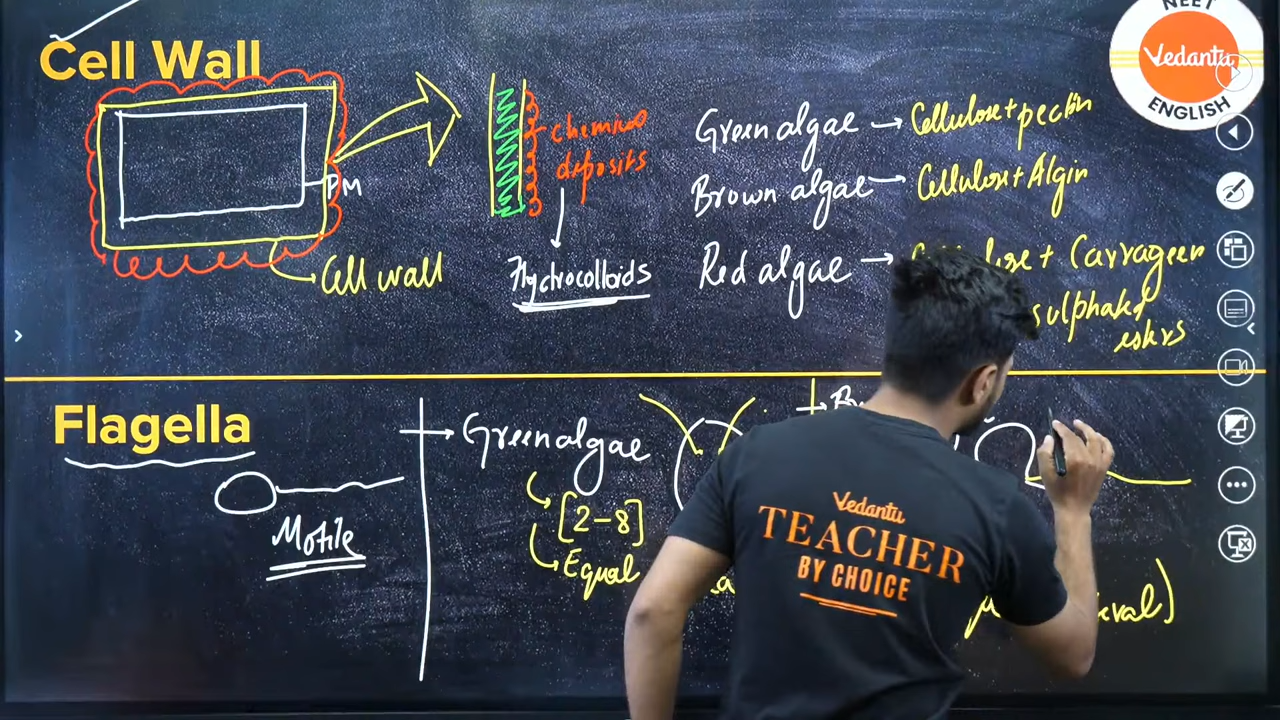 NEET
Vedantu
ENGLISH
Cell Wall
PM
Cell wall
chemical
deposits
Hydrocolloids
Green algae → Cellulose + pectin
Brown algae → Cellulose + Algin
Red algae → + Carrageen
sulphated
esters
Flagella
Motile
Green algae
[2-8]
Equal
Vedantu
TEACHER
BY CHOICE